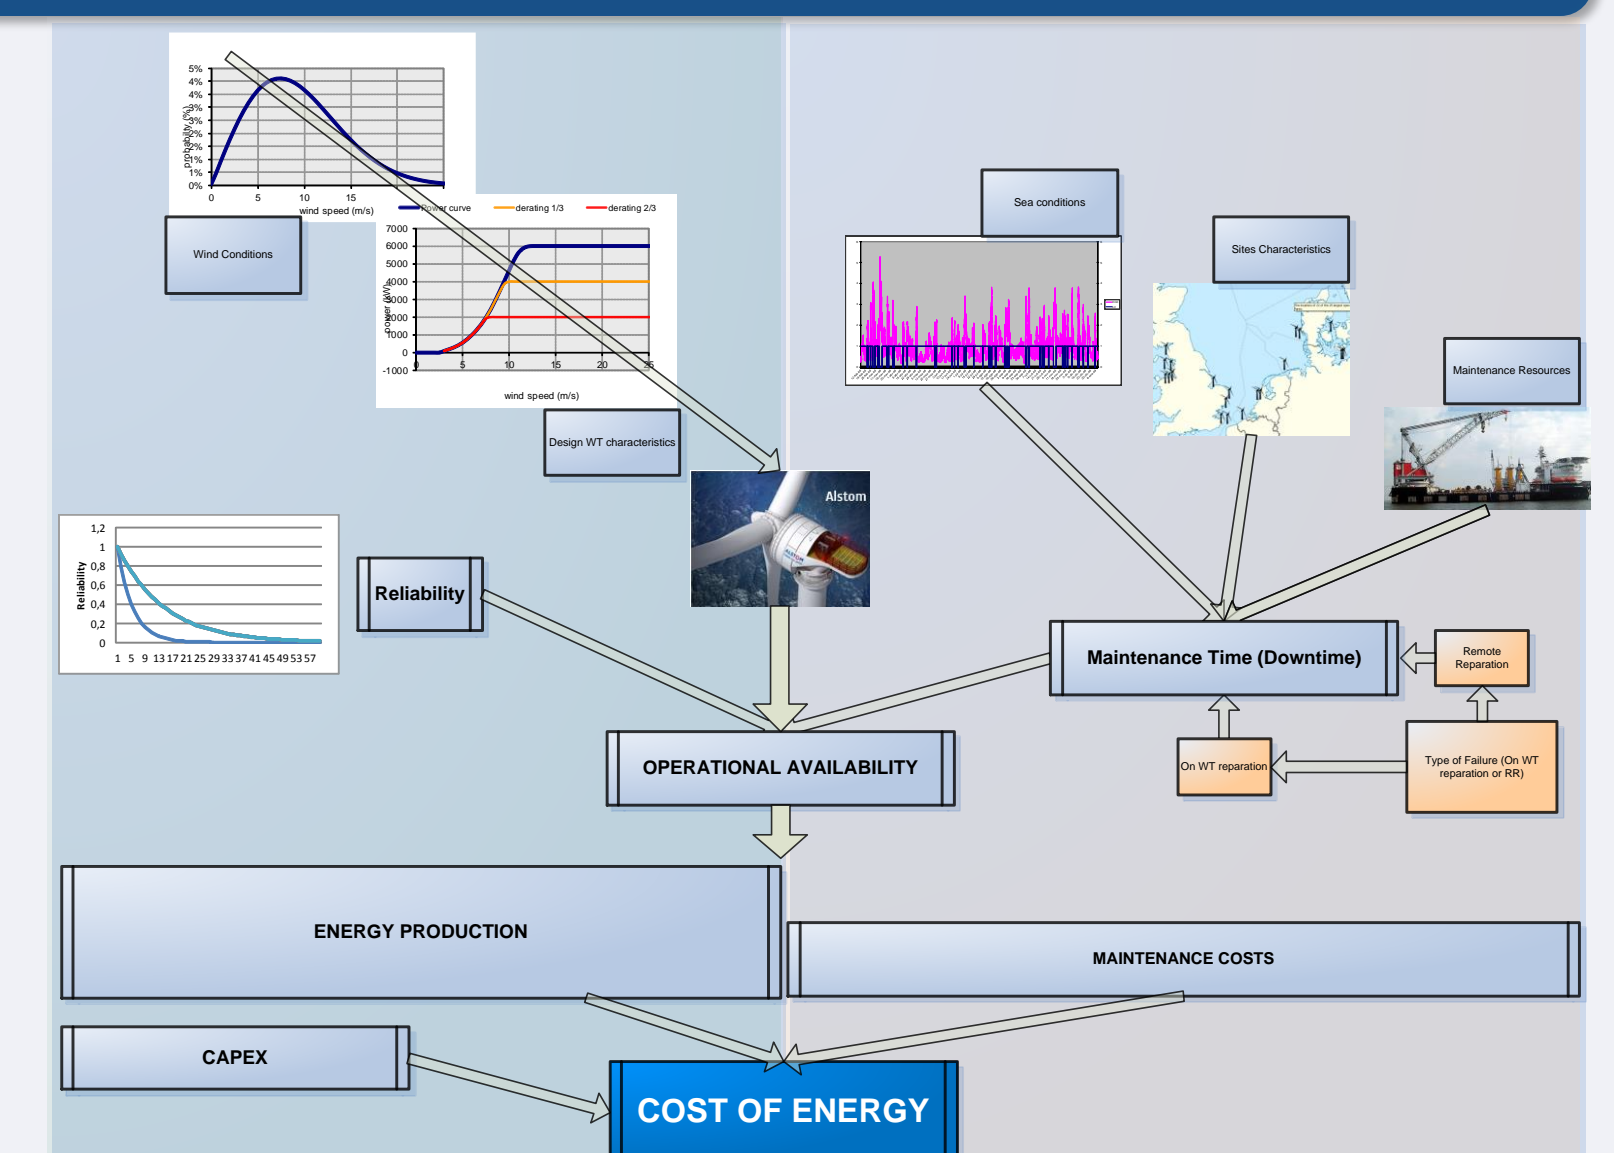 5%
4%
4%
3%
3%
2%
2%
1%
1%
0%
probability (%)
0 5 10 15
wind speed (m/s)
Wind Conditions
Power curve derating 1/3 derating 2/3
7000
6000
5000
4000
3000
2000
1000
0
-1000
power (kW)
5 10 15 20 25
wind speed (m/s)
Design WT characteristics
Sea conditions
Sites Characteristics
Maintenance Resources
Alstom
ALSTOM
1,2
1
0,8
0,6
0,4
0,2
0
Reliability
1 5 9 13 17 21 25 29 33 37 41 45 49 53 57
Reliability
Maintenance Time (Downtime)
Remote
Reparation
On WT reparation
Type of Failure (On WT
reparation or RR)
OPERATIONAL AVAILABILITY
ENERGY PRODUCTION
MAINTENANCE COSTS
CAPEX
COST OF ENERGY